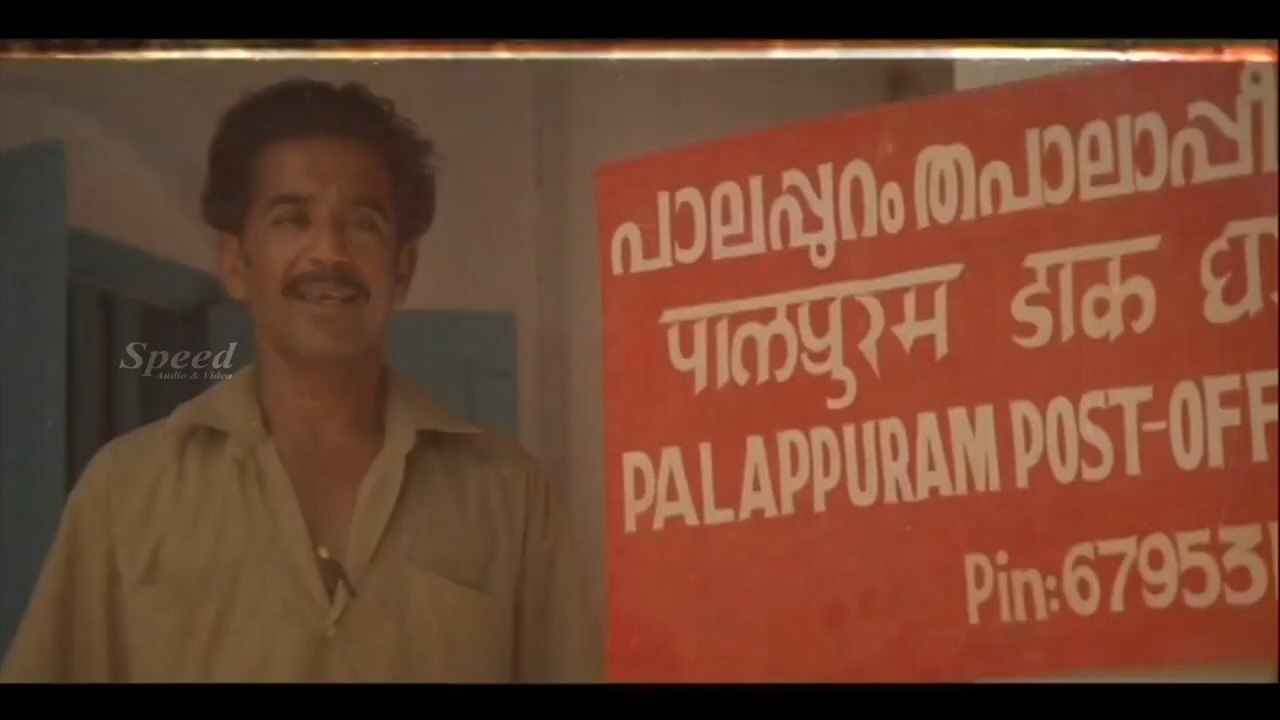 Speed
Audio & Video
പാലപ്പുറം തപാലാപ്പീ
पालपुरम डाक घ
PALAPPURAM POST-OFF
Pin:67953